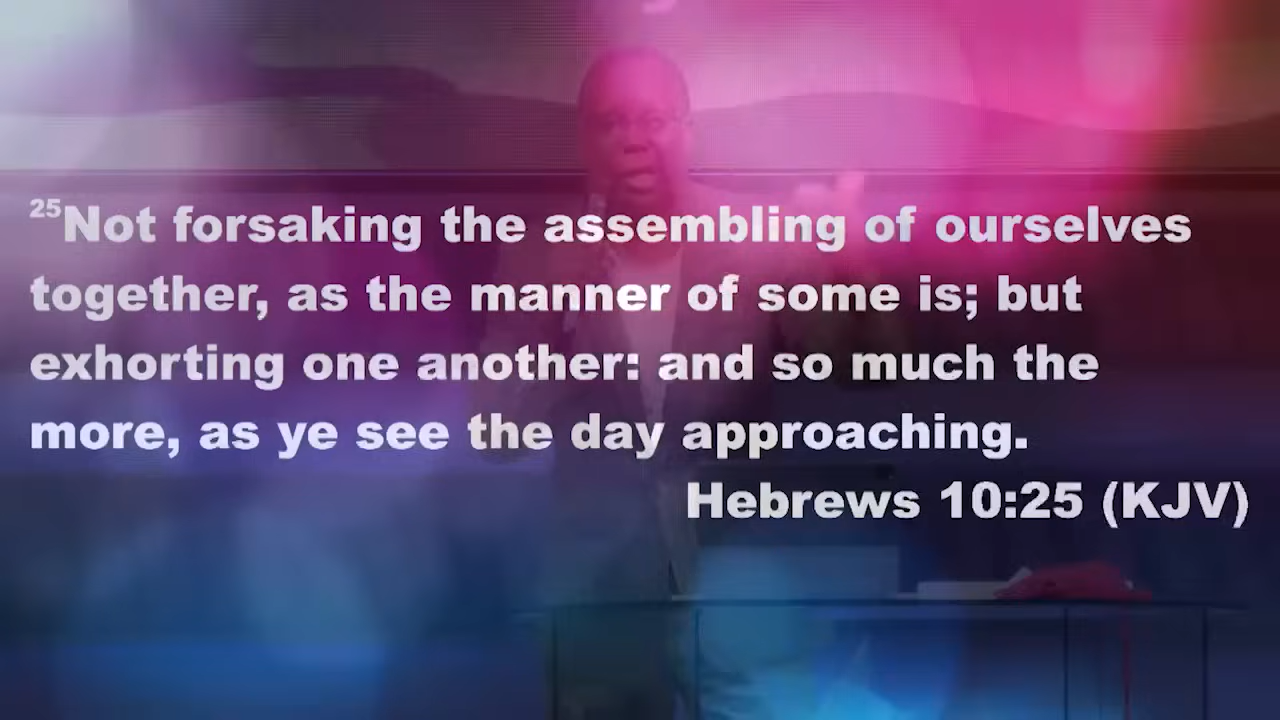 25Not forsaking the assembling of ourselves
together, as the manner of some is; but
exhorting one another: and so much the
more, as ye see the day approaching.
Hebrews 10:25 (KJV)